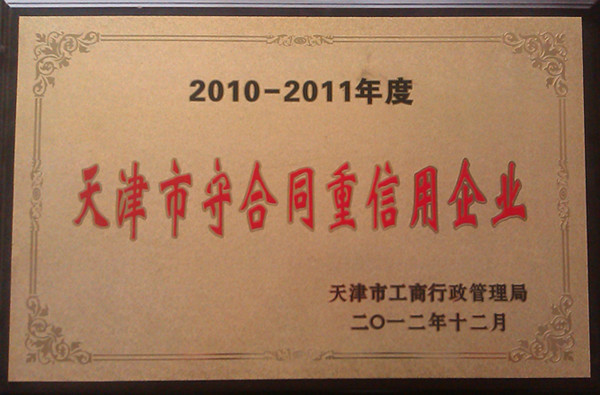 2010-2011年度
天津市守合同重信用企业
天津市工商行政管理局
二〇一二年十二月